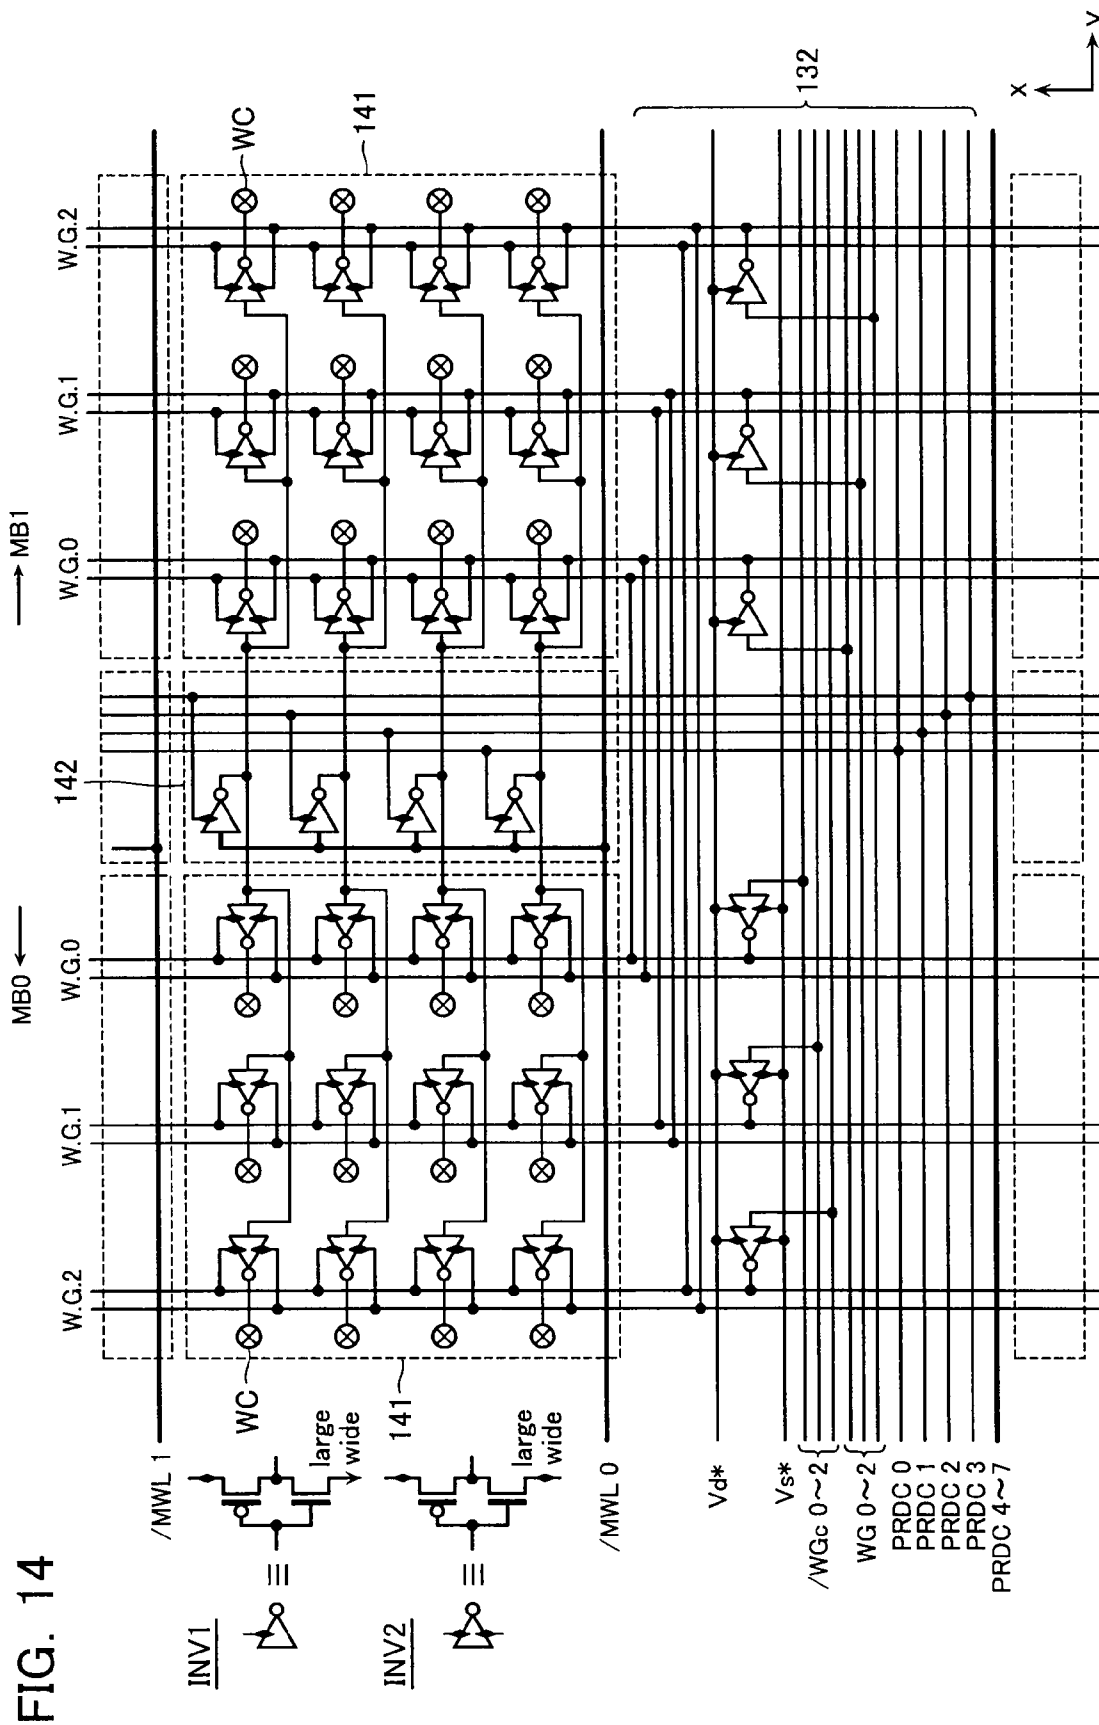 FIG. 14
MB0
MB1
W.G.2
W.G.1
W.G.0
W.G.0
W.G.1
W.G.2
142
141
WC
/MWL 1
INV1
large
wide
WC
141
INV2
large
wide
/MWL 0
132
Vd*
Vs*
/WGc 0~2
WG 0~2
PRDC 0
PRDC 1
PRDC 2
PRDC 3
PRDC 4~7
X
Y